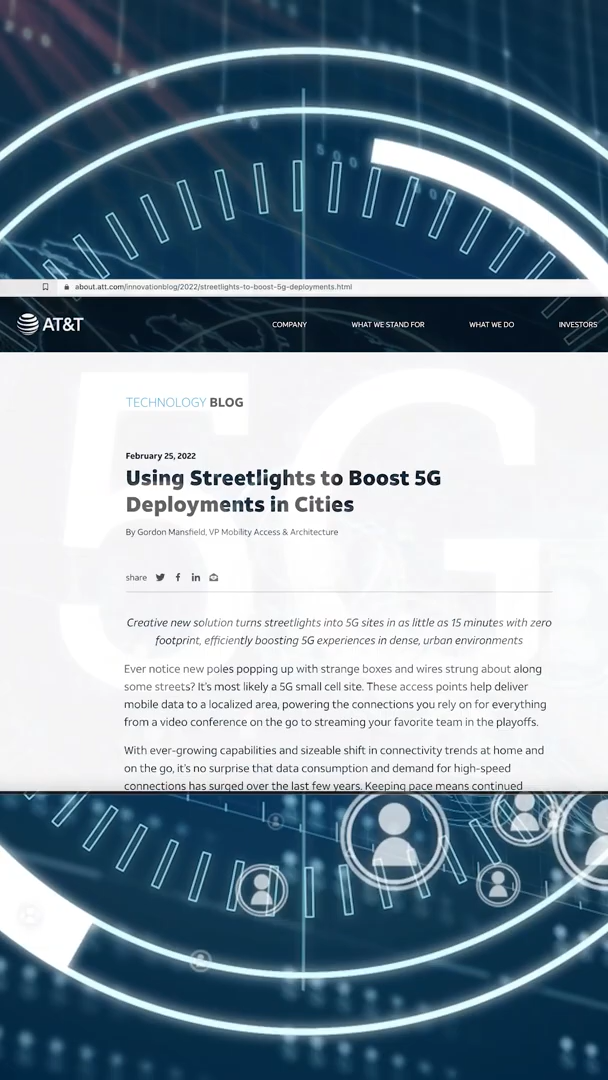 about.att.com/innovationblog/2022/streetlights-to-boost-5g-deployments.html
AT&T
COMPANY WHAT WE STAND FOR WHAT WE DO INVESTORS
5G
TECHNOLOGY BLOG
February 25, 2022
Using Streetlights to Boost 5G
Deployments in Cities
By Gordon Mansfield, VP Mobility Access & Architecture
share
Creative new solution turns streetlights into 5G sites in as little as 15 minutes with zero
footprint, efficiently boosting 5G experiences in dense, urban environments
Ever notice new poles popping up with strange boxes and wires strung about along
some streets? It's most likely a 5G small cell site. These access points help deliver
mobile data to a localized area, powering the connections you rely on for everything
from a video conference on the go to streaming your favorite team in the playoffs.
With ever-growing capabilities and sizeable shift in connectivity trends at home and
on the go, it's no surprise that data consumption and demand for high-speed
connections has surged over the last few years. Keeping pace means continued